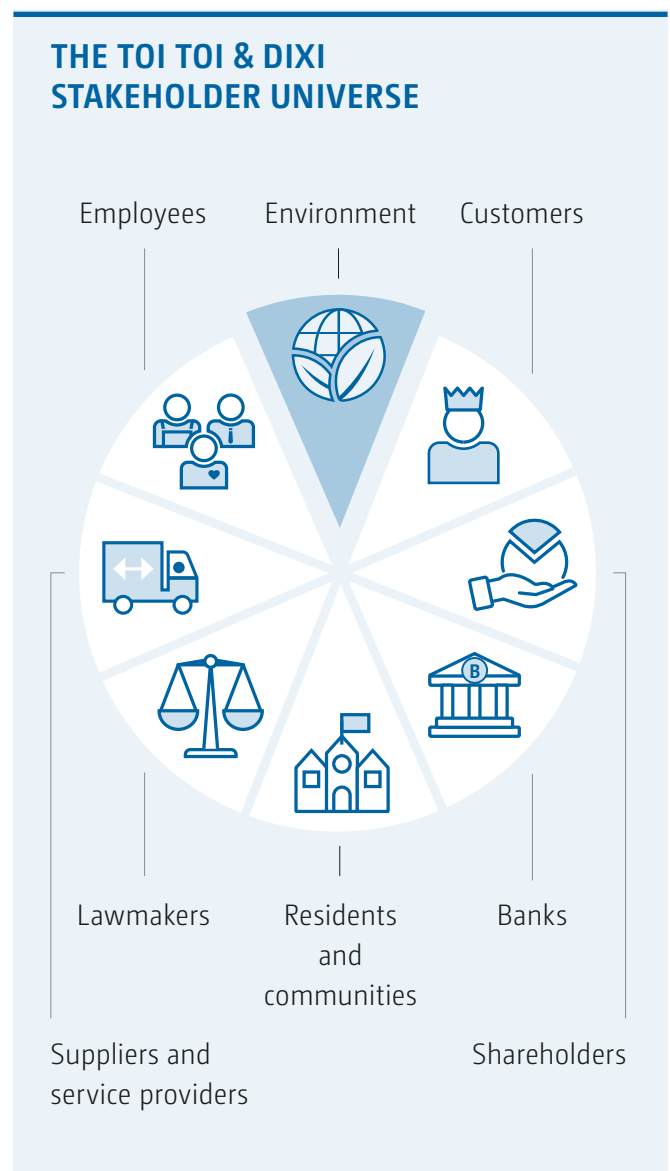 THE TOI TOI & DIXI
STAKEHOLDER UNIVERSE
Employees
Environment
Customers
B
Lawmakers
Residents
and
communities
Banks
Suppliers and
service providers
Shareholders